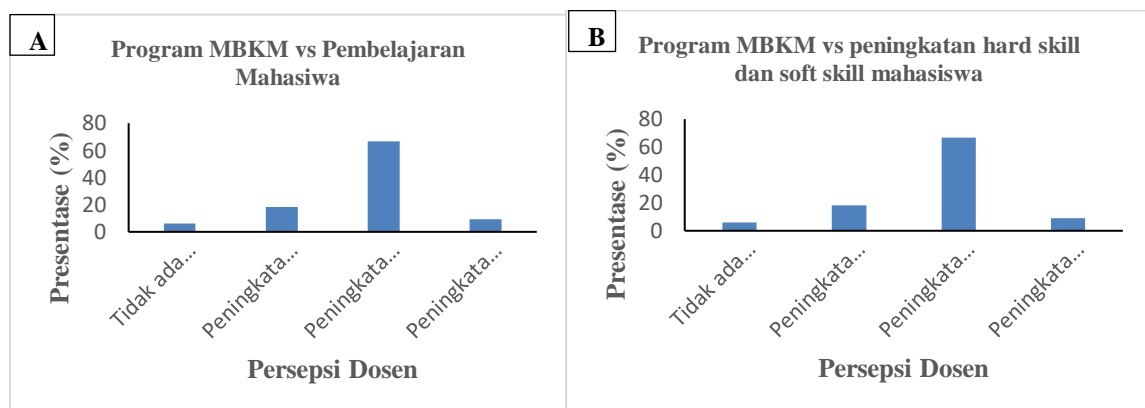 A
Program MBKM vs Pembelajaran
Mahasiwa
Presentase (%)
80
60
40
20
0
Tidak ada...
Peningkata...
Peningkata...
Peningkata...
Persepsi Dosen
B
Program MBKM vs peningkatan hard skill
dan soft skill mahasiswa
Presentase (%)
80
60
40
20
0
Tidak ada...
Peningkata...
Peningkata...
Peningkata...
Persepsi Dosen